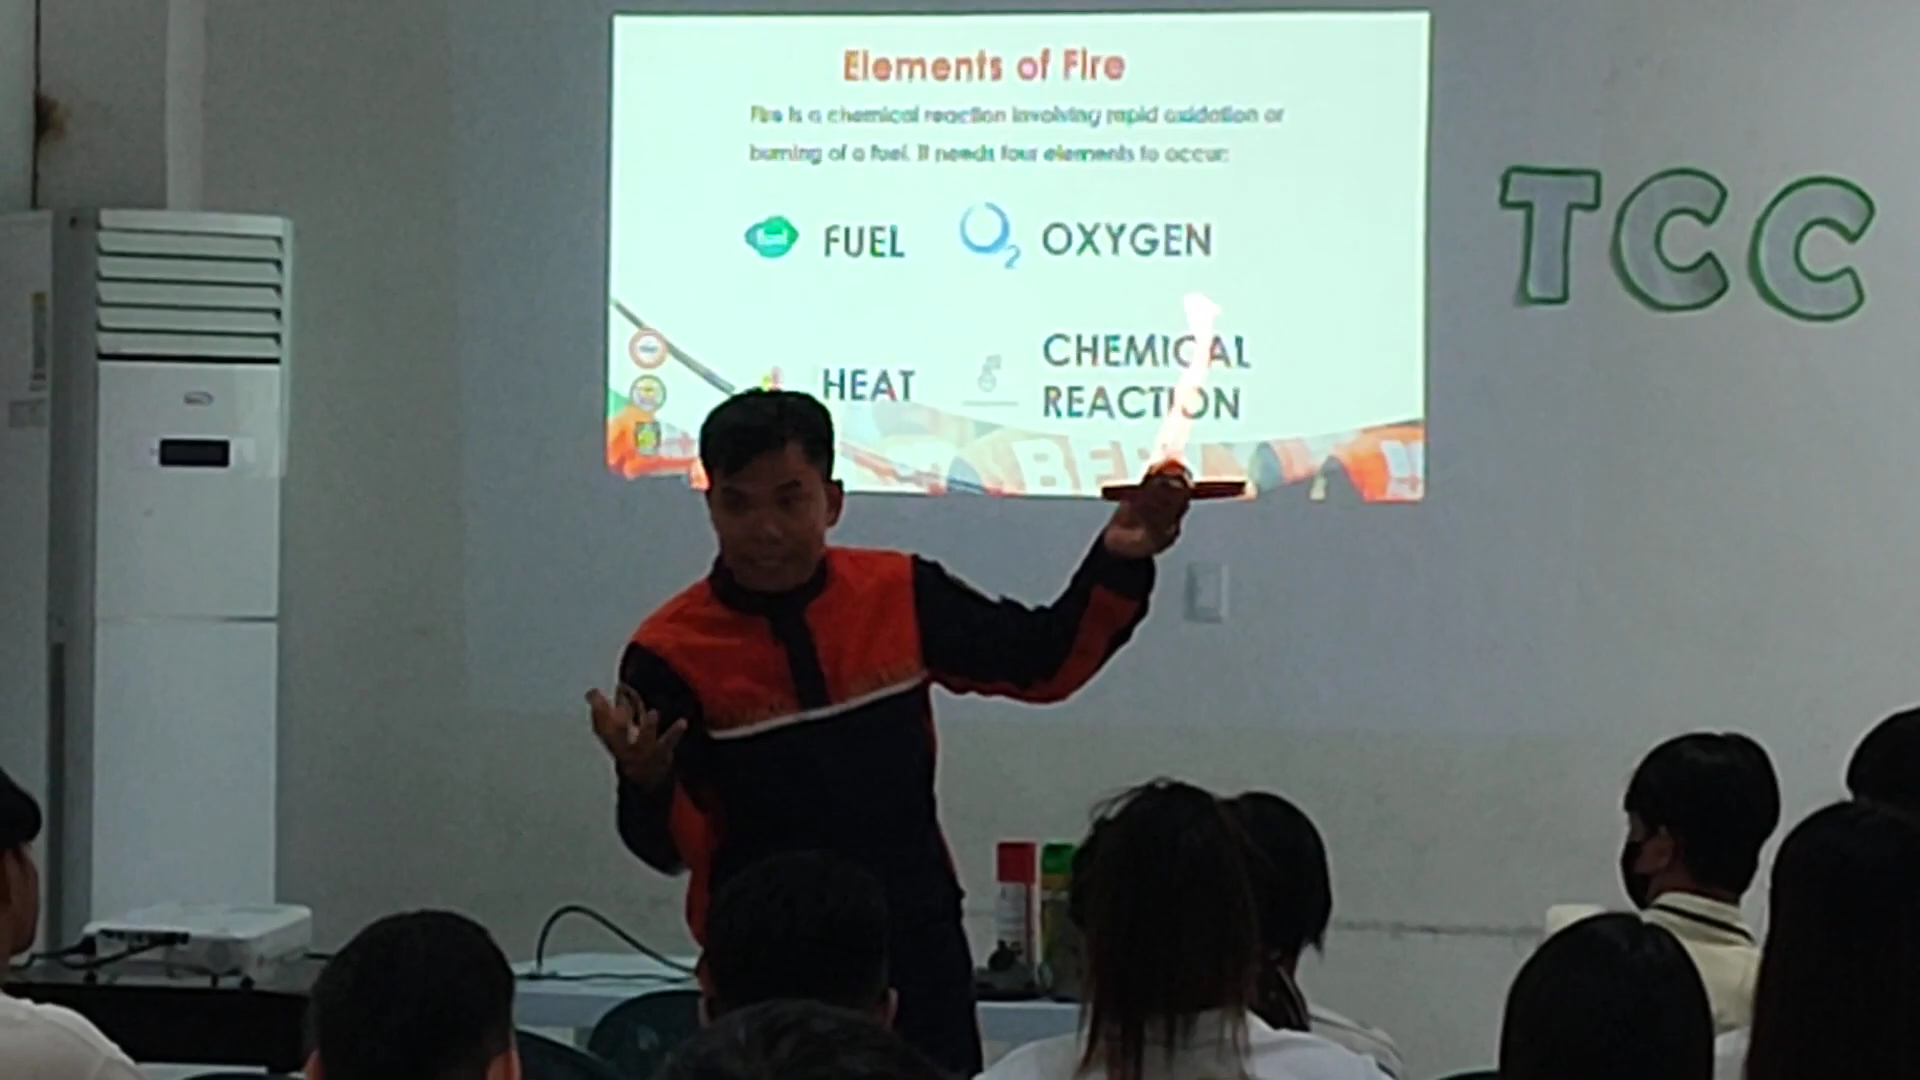 Elements of Fire
Fire is a chemical reaction involving rapid oxidation or
burning of a fuel. It needs four elements to occur:
FUEL
OXYGEN
HEAT
CHEMICAL
REACTION
TCC